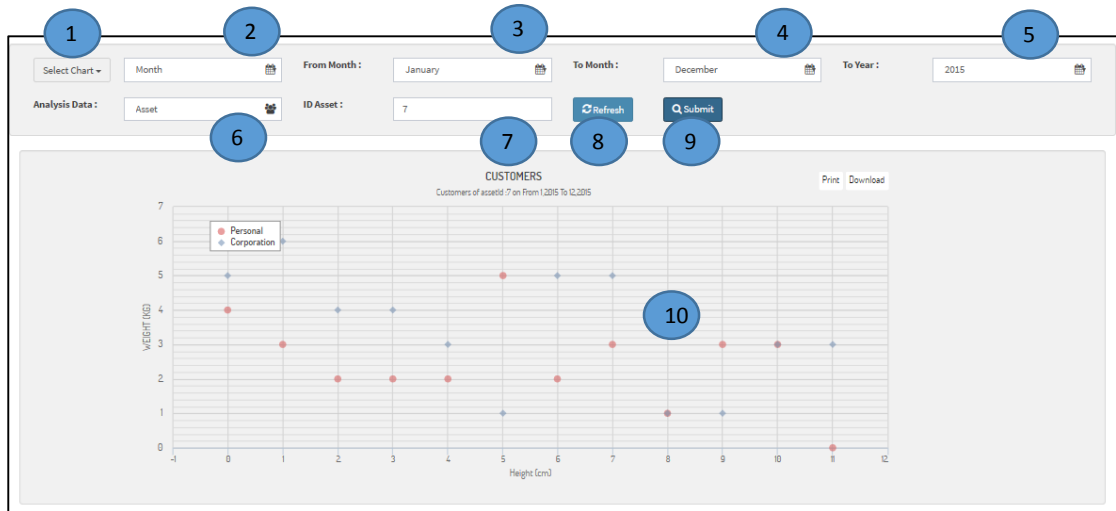 1 2 3 4 5
Select Chart Month From Month : January To Month : December To Year : 2015
Analysis Data : Asset ID Asset : 7 Refresh Submit
6 7 8 9
CUSTOMERS
Print Download
Customers of assetId :7 on From 1,2015 To 12,2015
7
Personal
Corporation
6
5
4
WEIGHT (KG)
10
3
2
1
0
-1 0 1 2 3 4 5 6 7 8 9 10 11 12
Height (cm)